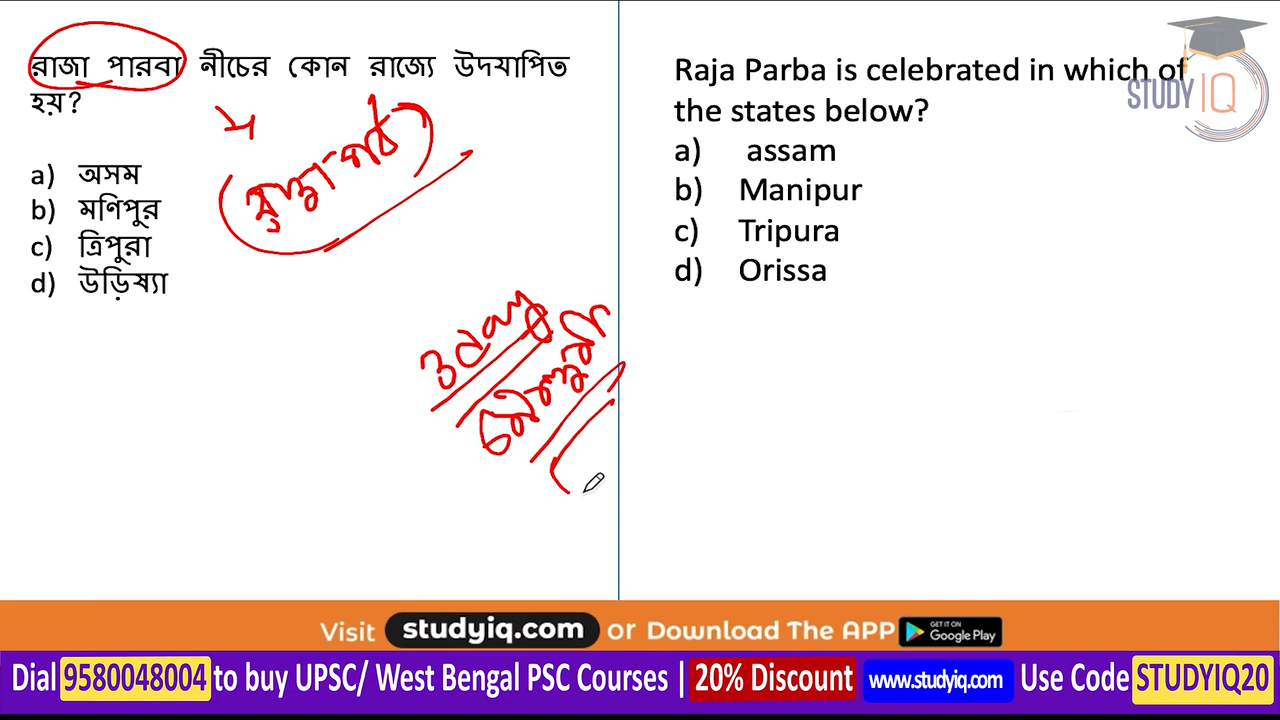 রাজা পারবা নীচের কোন রাজ্যে উদযাপিত
হয়?
a) অসম
b) মণিপুর
c) ত্রিপুরা
d) উড়িষ্যা
3 day
Raja Parba is celebrated in which of
the states below?
a) assam
b) Manipur
c) Tripura
d) Orissa
STUDY IQ
Visit studyiq.com or Download The APP GET IT ON Google Play
Dial 9580048004 to buy UPSC/ West Bengal PSC Courses | 20% Discount www.studyiq.com Use Code STUDYIQ20